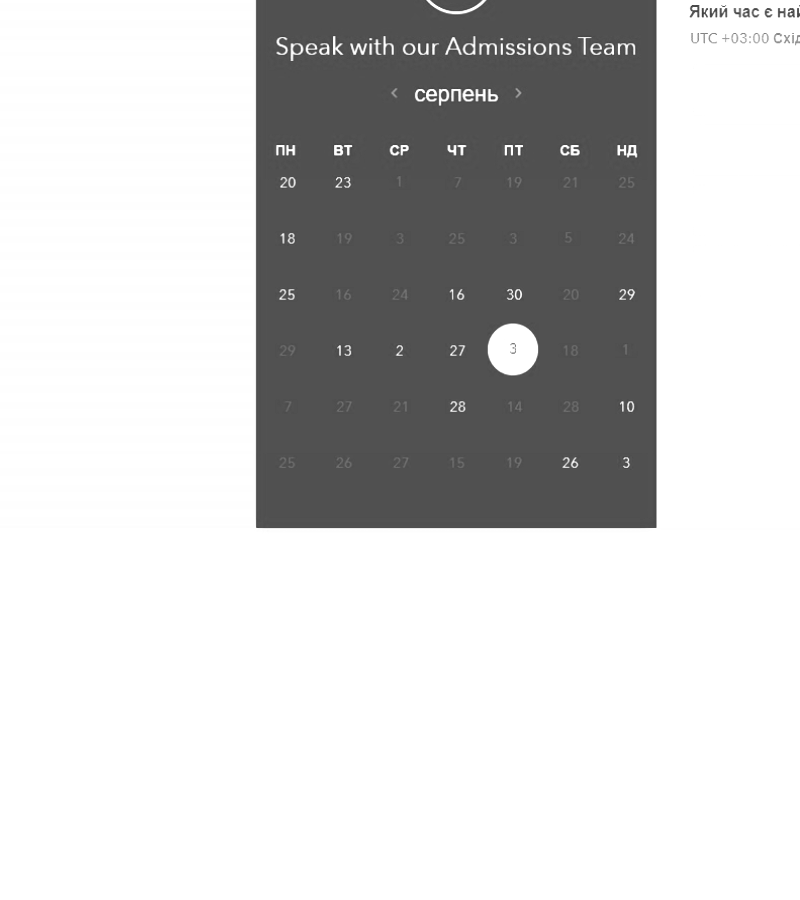 Який час є най
UTC +03:00 Схід
Speak with our Admissions Team
‹ серпень ›
ПН ВТ СР ЧТ ПТ СБ НД
20 23 1 7 19 21 25
18 19 3 25 3 5 24
25 16 24 16 30 20 29
29 13 2 27 3 18 1
7 27 21 28 14 28 10
25 26 27 15 19 26 3